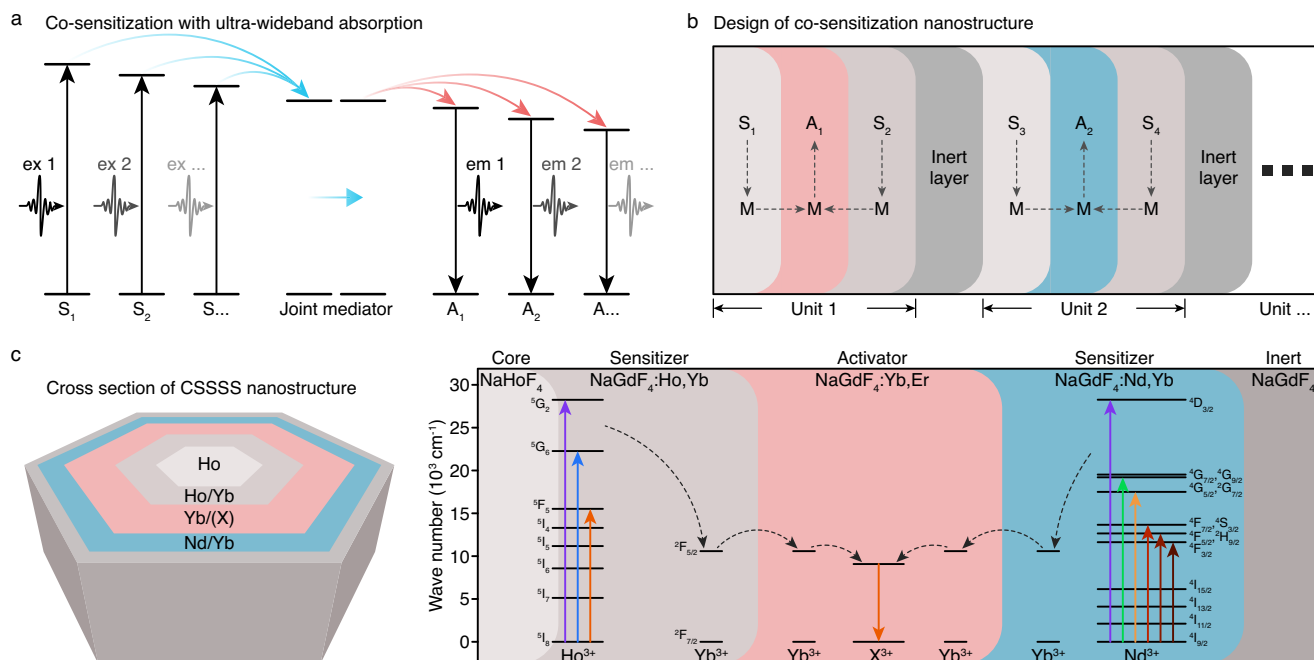 a Co-sensitization with ultra-wideband absorption
ex 1 ex 2 ex ... em 1 em 2 em ...
S1 S2 S... Joint mediator A1 A2 A...
b Design of co-sensitization nanostructure
S1 A1 S2 Inert layer S3 A2 S4 Inert layer
M M M M M M
Unit 1 Unit 2 Unit ...
c Cross section of CSSSS nanostructure
Ho
Ho/Yb
Yb/(X)
Nd/Yb
Core Sensitizer Activator Sensitizer Inert
NaHoF4 NaGdF4:Ho,Yb NaGdF4:Yb,Er NaGdF4:Nd,Yb NaGdF4
Wave number (10³ cm⁻¹)
30
25
20
15
10
5
0
⁵G2
⁵G6
⁵F5
⁵I4
⁵I5
⁵I6
⁵I7
⁵I8
²F5/2
²F7/2
⁴D3/2
⁴G7/2,⁴G9/2
⁴G5/2,²G7/2
⁴F7/2,⁴S3/2
⁴F5/2,²H9/2
⁴F3/2
⁴I15/2
⁴I13/2
⁴I11/2
⁴I9/2
Ho³⁺ Yb³⁺ Yb³⁺ X³⁺ Yb³⁺ Yb³⁺ Nd³⁺